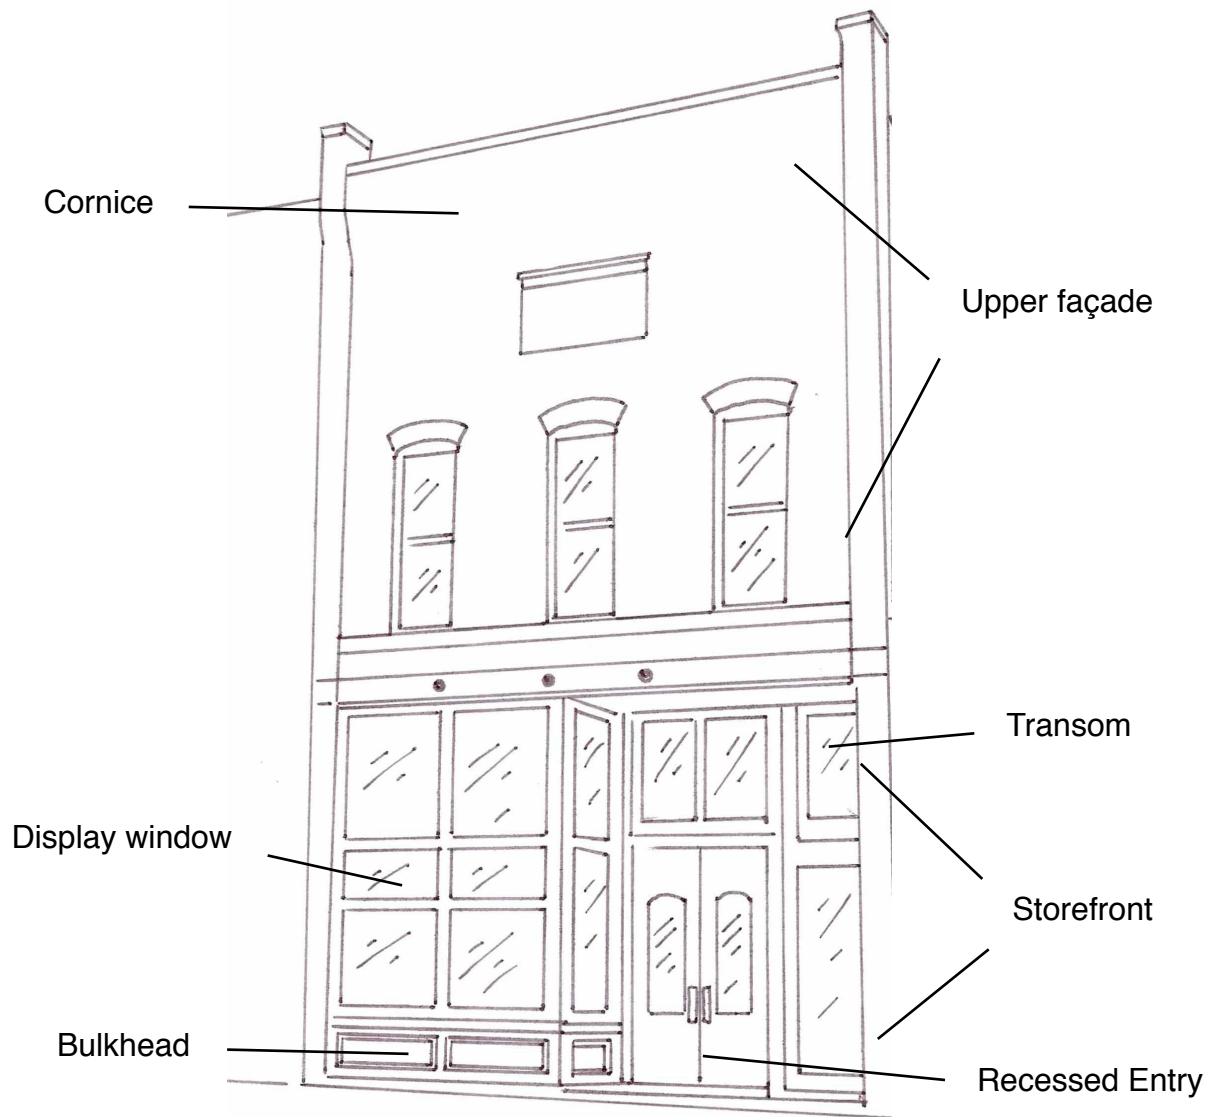 Cornice
Upper façade
Transom
Display window
Storefront
Bulkhead
Recessed Entry